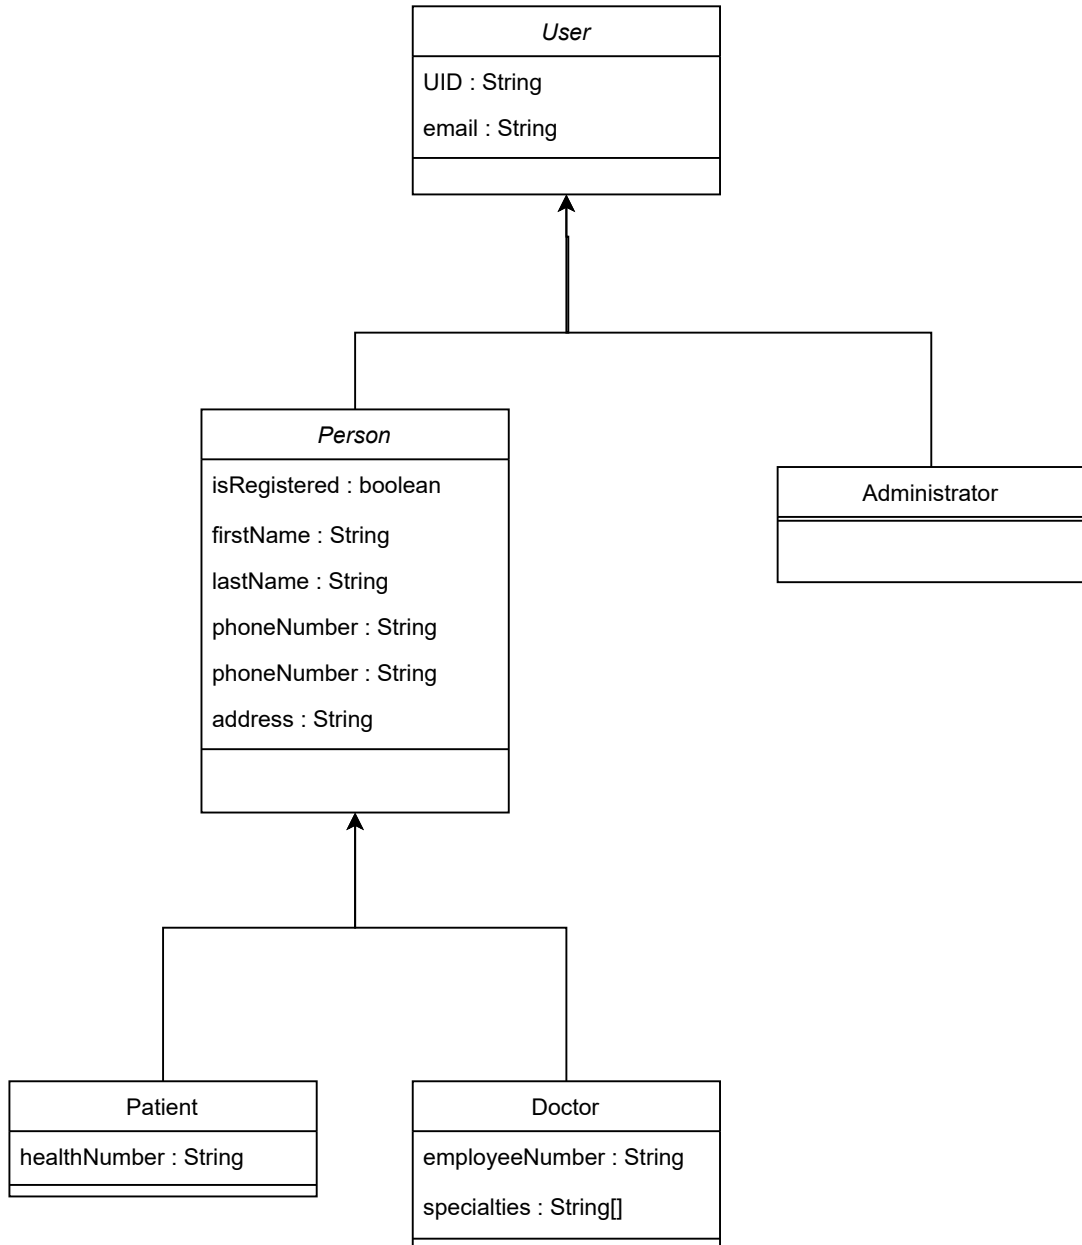 User
UID : String
email : String
Person
isRegistered : boolean
firstName : String
lastName : String
phoneNumber : String
phoneNumber : String
address : String
Administrator
Patient
healthNumber : String
Doctor
employeeNumber : String
specialties : String[]